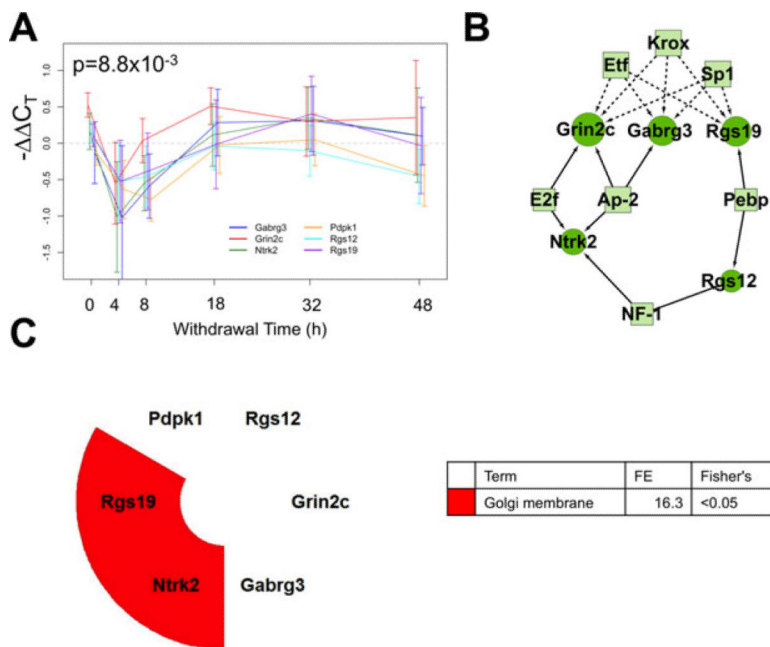 A
p=8.8x10-3
-ΔΔCT
1.0
0.5
0.0
-0.5
-1.0
-1.5
Gabrg3
Grin2c
Ntrk2
Pdpk1
Rgs12
Rgs19
0 4 8 18 32 48
Withdrawal Time (h)
B
Krox
Etf
Sp1
Grin2c Gabrg3 Rgs19
E2f Ap-2 Pebp
Ntrk2
Rgs12
NF-1
C
Pdpk1 Rgs12
Rgs19 Grin2c
Ntrk2 Gabrg3
Term FE Fisher's
Golgi membrane 16.3 <0.05